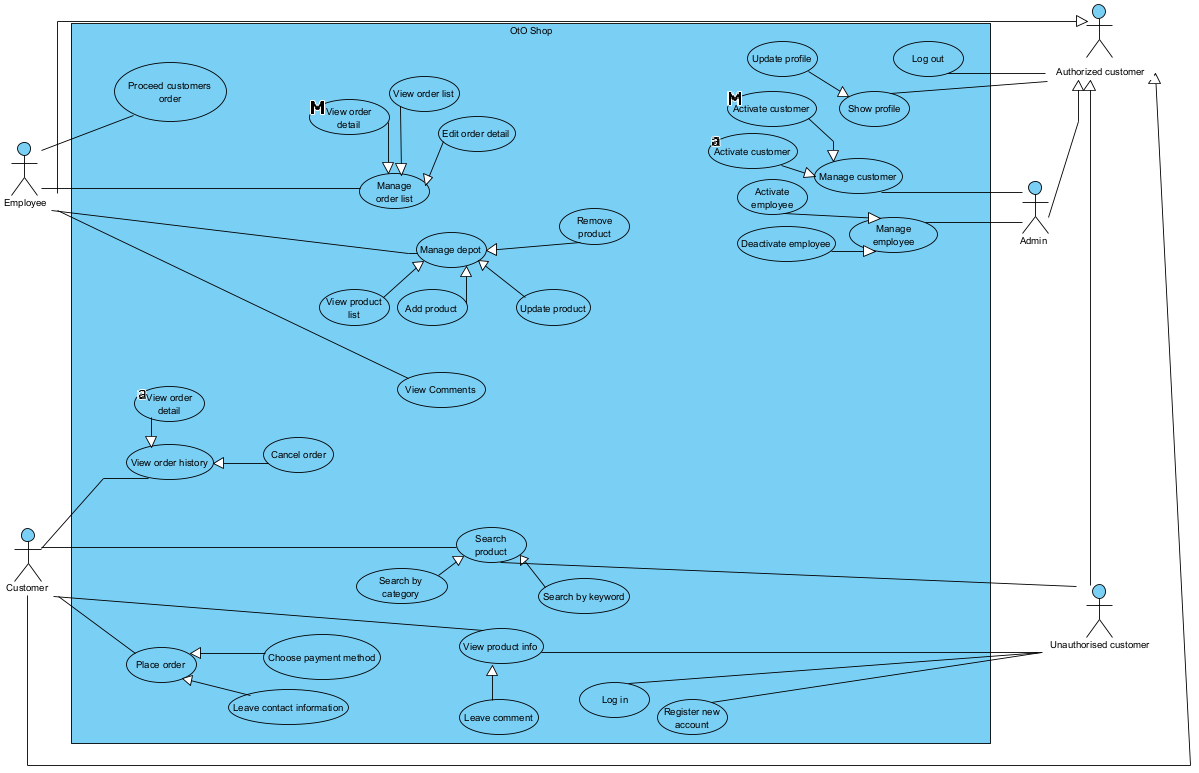 OtO Shop
Authorized customer
Update profile
Log out
Proceed customers
order
View order list
M
View order
detail
M
Activate customer
Show profile
Edit order detail
a
Activate customer
Manage customer
Manage
order list
Employee
Activate
employee
Remove
product
Manage
employee
Admin
Deactivate employee
Manage depot
View product
list
Add product
Update product
View Comments
a
View order
detail
View order history
Cancel order
Search
product
Customer
Search by
category
Search by keyword
Unauthorised customer
View product info
Place order
Choose payment method
Leave contact information
Leave comment
Log in
Register new
account